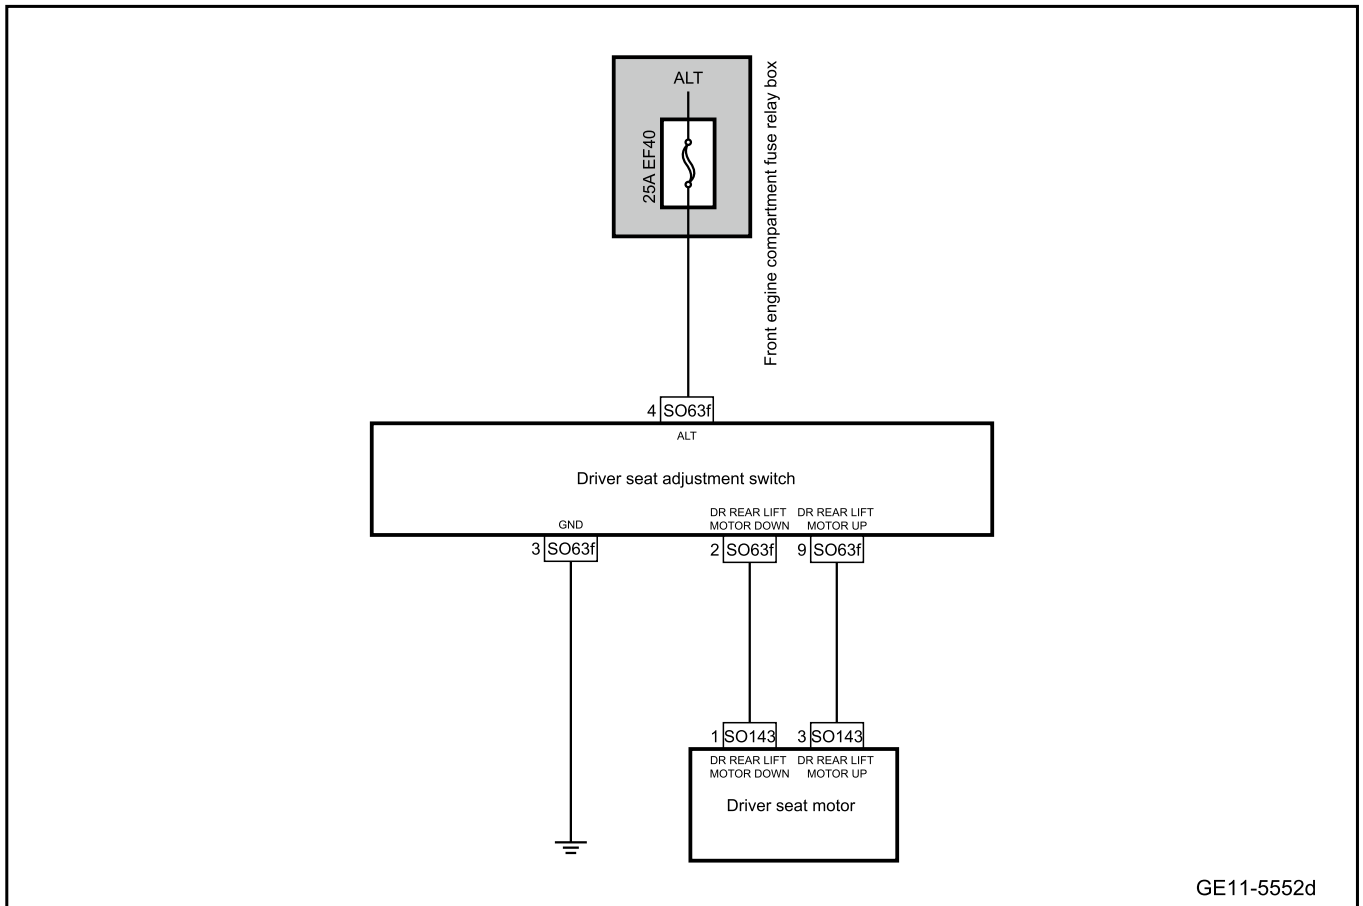 ALT
25A EF40
Front engine compartment fuse relay box
4 SO63f
ALT
Driver seat adjustment switch
GND
DR REAR LIFT
MOTOR DOWN
DR REAR LIFT
MOTOR UP
3 SO63f
2 SO63f
9 SO63f
1 SO143
3 SO143
DR REAR LIFT
MOTOR DOWN
DR REAR LIFT
MOTOR UP
Driver seat motor
GE11-5552d